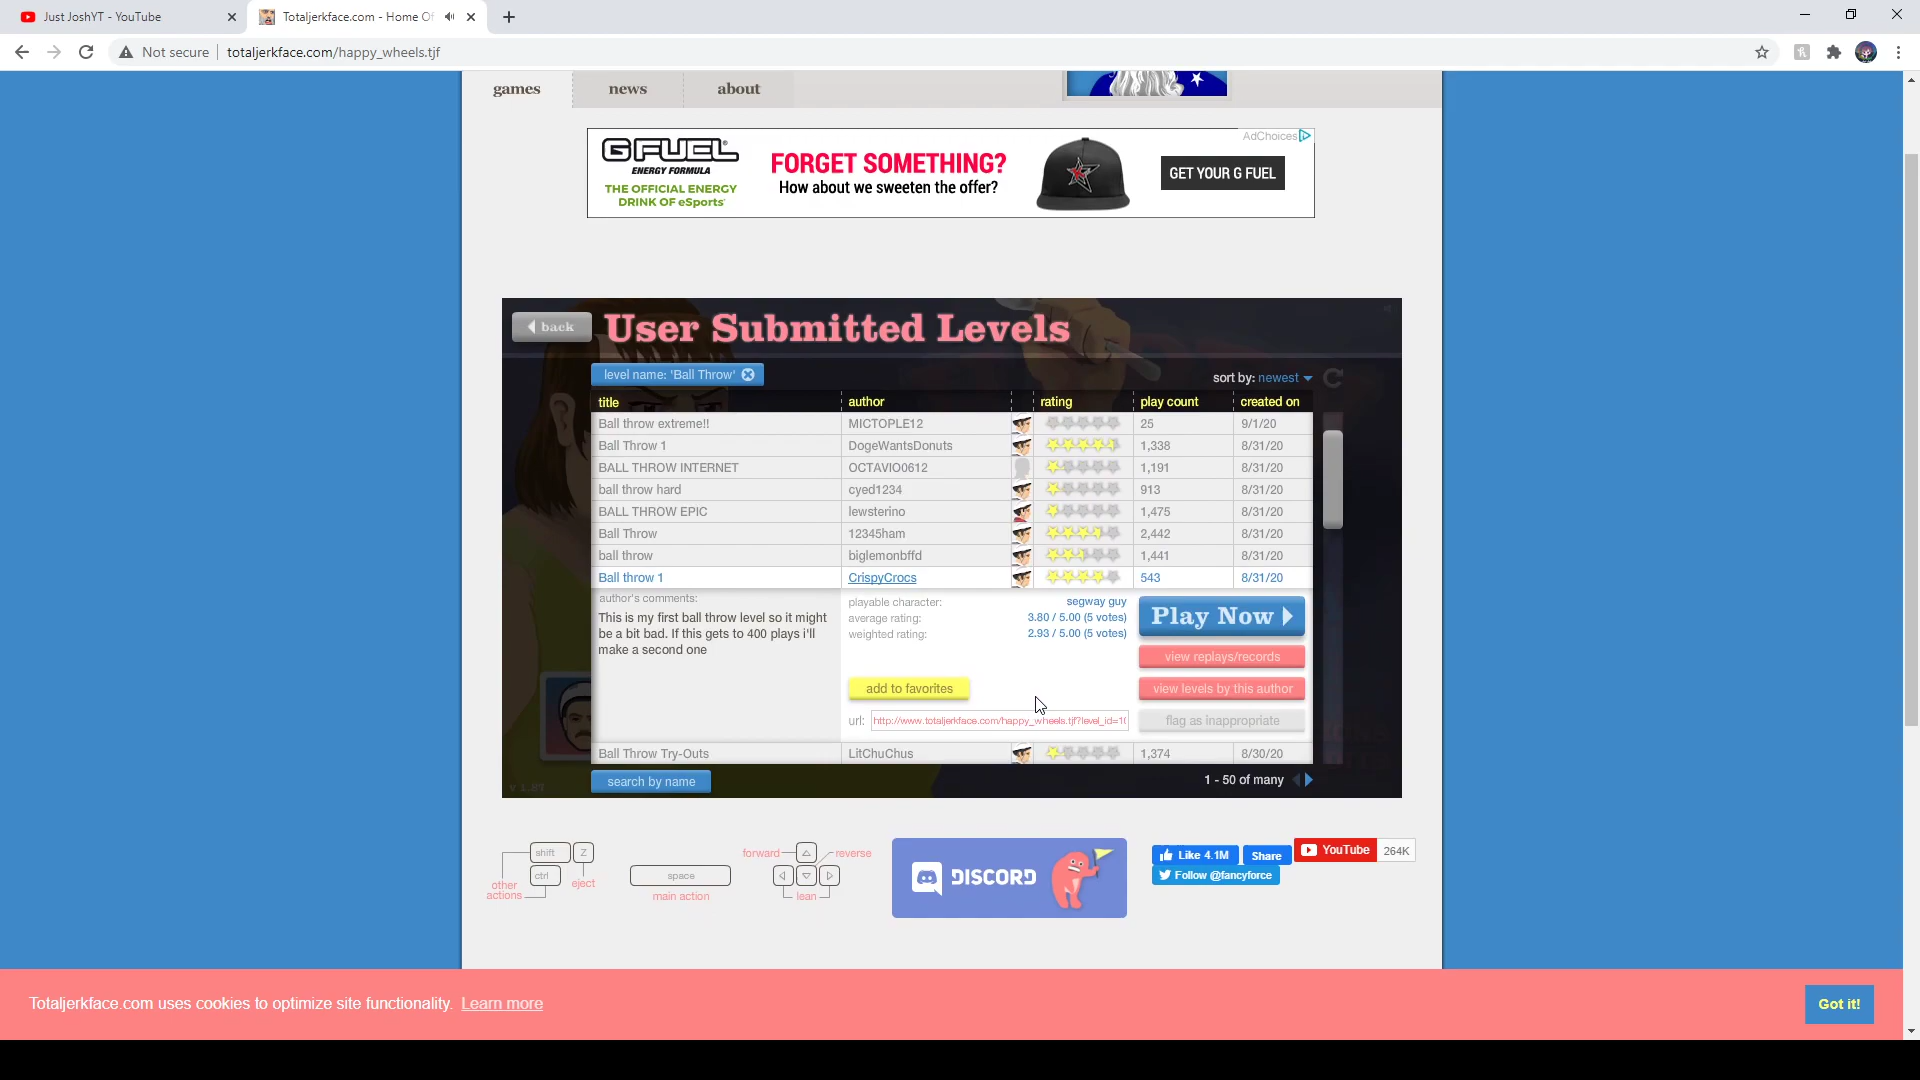 Just JoshYT - YouTube
Totaljerkface.com - Home Of
Not secure
totaljerkface.com/happy_wheels.tjf
games
news
about
AdChoices
G FUEL
ENERGY FORMULA
THE OFFICIAL ENERGY
DRINK OF eSports
FORGET SOMETHING?
How about we sweeten the offer?
GET YOUR G FUEL
back
User Submitted Levels
level name: 'Ball Throw'
sort by: newest
title author rating play count created on
Ball throw extreme!! MICTOPLE12 25 9/1/20
Ball Throw 1 DogeWantsDonuts 1,338 8/31/20
BALL THROW INTERNET OCTAVIO0612 1,191 8/31/20
ball throw hard cyed1234 913 8/31/20
BALL THROW EPIC lewsterino 1,475 8/31/20
Ball Throw 12345ham 2,442 8/31/20
ball throw biglemonbffd 1,441 8/31/20
Ball throw 1 CrispyCrocs 543 8/31/20
author's comments:
This is my first ball throw level so it might
be a bit bad. If this gets to 400 plays i'll
make a second one
playable character: segway guy
average rating: 3.80 / 5.00 (5 votes)
weighted rating: 2.93 / 5.00 (5 votes)
add to favorites
url: http://www.totaljerkface.com/happy_wheels.tjf?level_id=10
Play Now
view replays/records
view levels by this author
flag as inappropriate
Ball Throw Try-Outs LitChuChus 1,374 8/30/20
search by name
1 - 50 of many
v 1.87
shift Z
ctrl
other
actions
eject
space
main action
forward reverse
lean
DISCORD
Like 4.1M
Share
YouTube 264K
Follow @fancyforce
Totaljerkface.com uses cookies to optimize site functionality. Learn more
Got it!